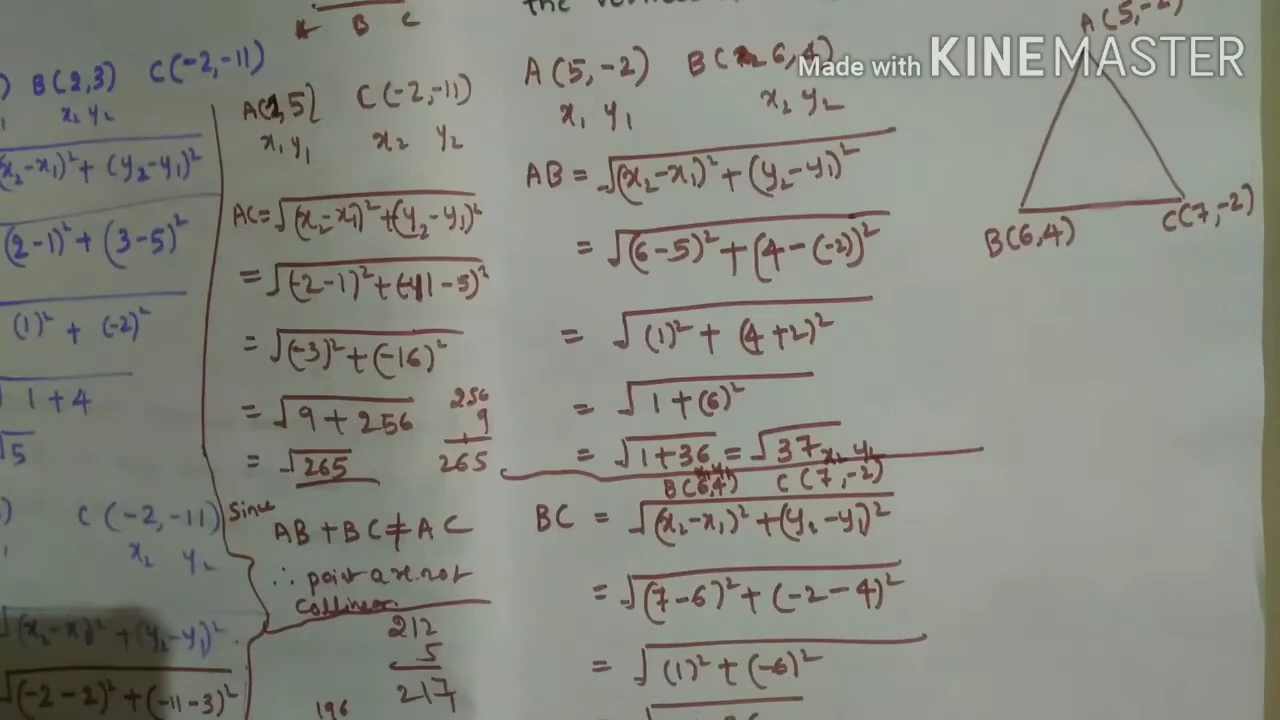 B C
the
) B(2,3) C(-2,-11)
x₂ y₂
(x₂-x₁)²+ (y₂-y₁)²
(2-1)² + (3-5)²
(1)² + (-2)²
1+4
√5
C(-2,-11)
x₂ y₂
√(x₂-x₁)² + (y₂-y₁)²
√(-2-2)² + (-11-3)²
A(1,5) C(-2,-11)
x₁ y₁ x₂ y₂
AC=√(x₂-x₁)²+(y₂-y₁)²
=√(-2-1)²+(-11-5)²
=√(-3)²+(-16)²
=√9+256
=√265
256
9
265
Since
AB+BC≠AC
∴ point are not
Collinear
212
5
217
196
A(5,-2) B(6,4)
x₁ y₁ x₂ y₂
AB=√(x₂-x₁)²+(y₂-y₁)²
=√(6-5)²+(4-(-2))²
=√(1)²+ (4+2)²
=√1+(6)²
=√1+36=√37
x₁ y₁ x₂ y₂
B(6,4) C(7,-2)
BC =√(x₂-x₁)²+(y₂-y₁)²
=√(7-6)²+(-2-4)²
=√(1)²+(-6)²
A(5,-2)
B(6,4)
C(7,-2)
Made with KINEMASTER